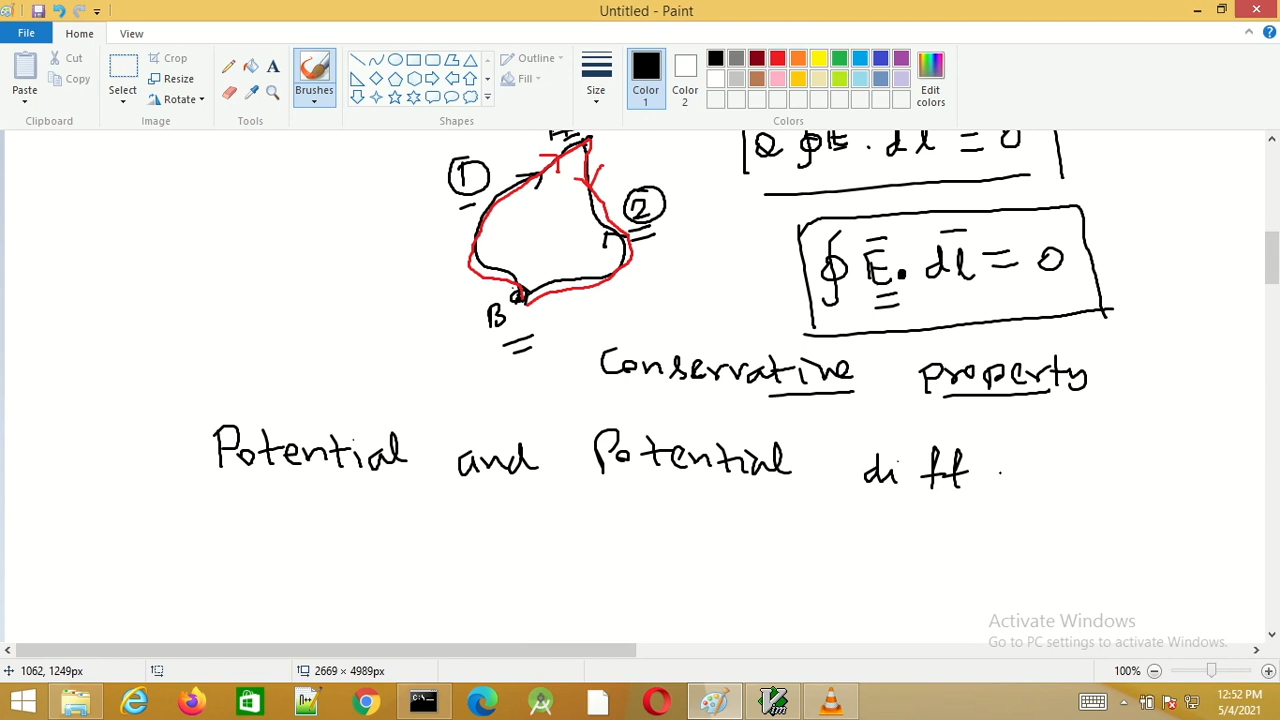 Untitled - Paint
File Home View
Paste Cut Copy Clipboard
Select Crop Resize Rotate Image
Tools
Brushes
Shapes Outline Fill
Size
Color 1 Color 2 Edit colors Colors
Q ∮ E . dl = 0
1
2
∮ E̅ . dl̅ = 0
B
Conservative property
Potential and Potential diff .
Activate Windows
Go to PC settings to activate Windows.
1062, 1249px 2669 × 4989px 100%
12:52 PM
5/4/2021